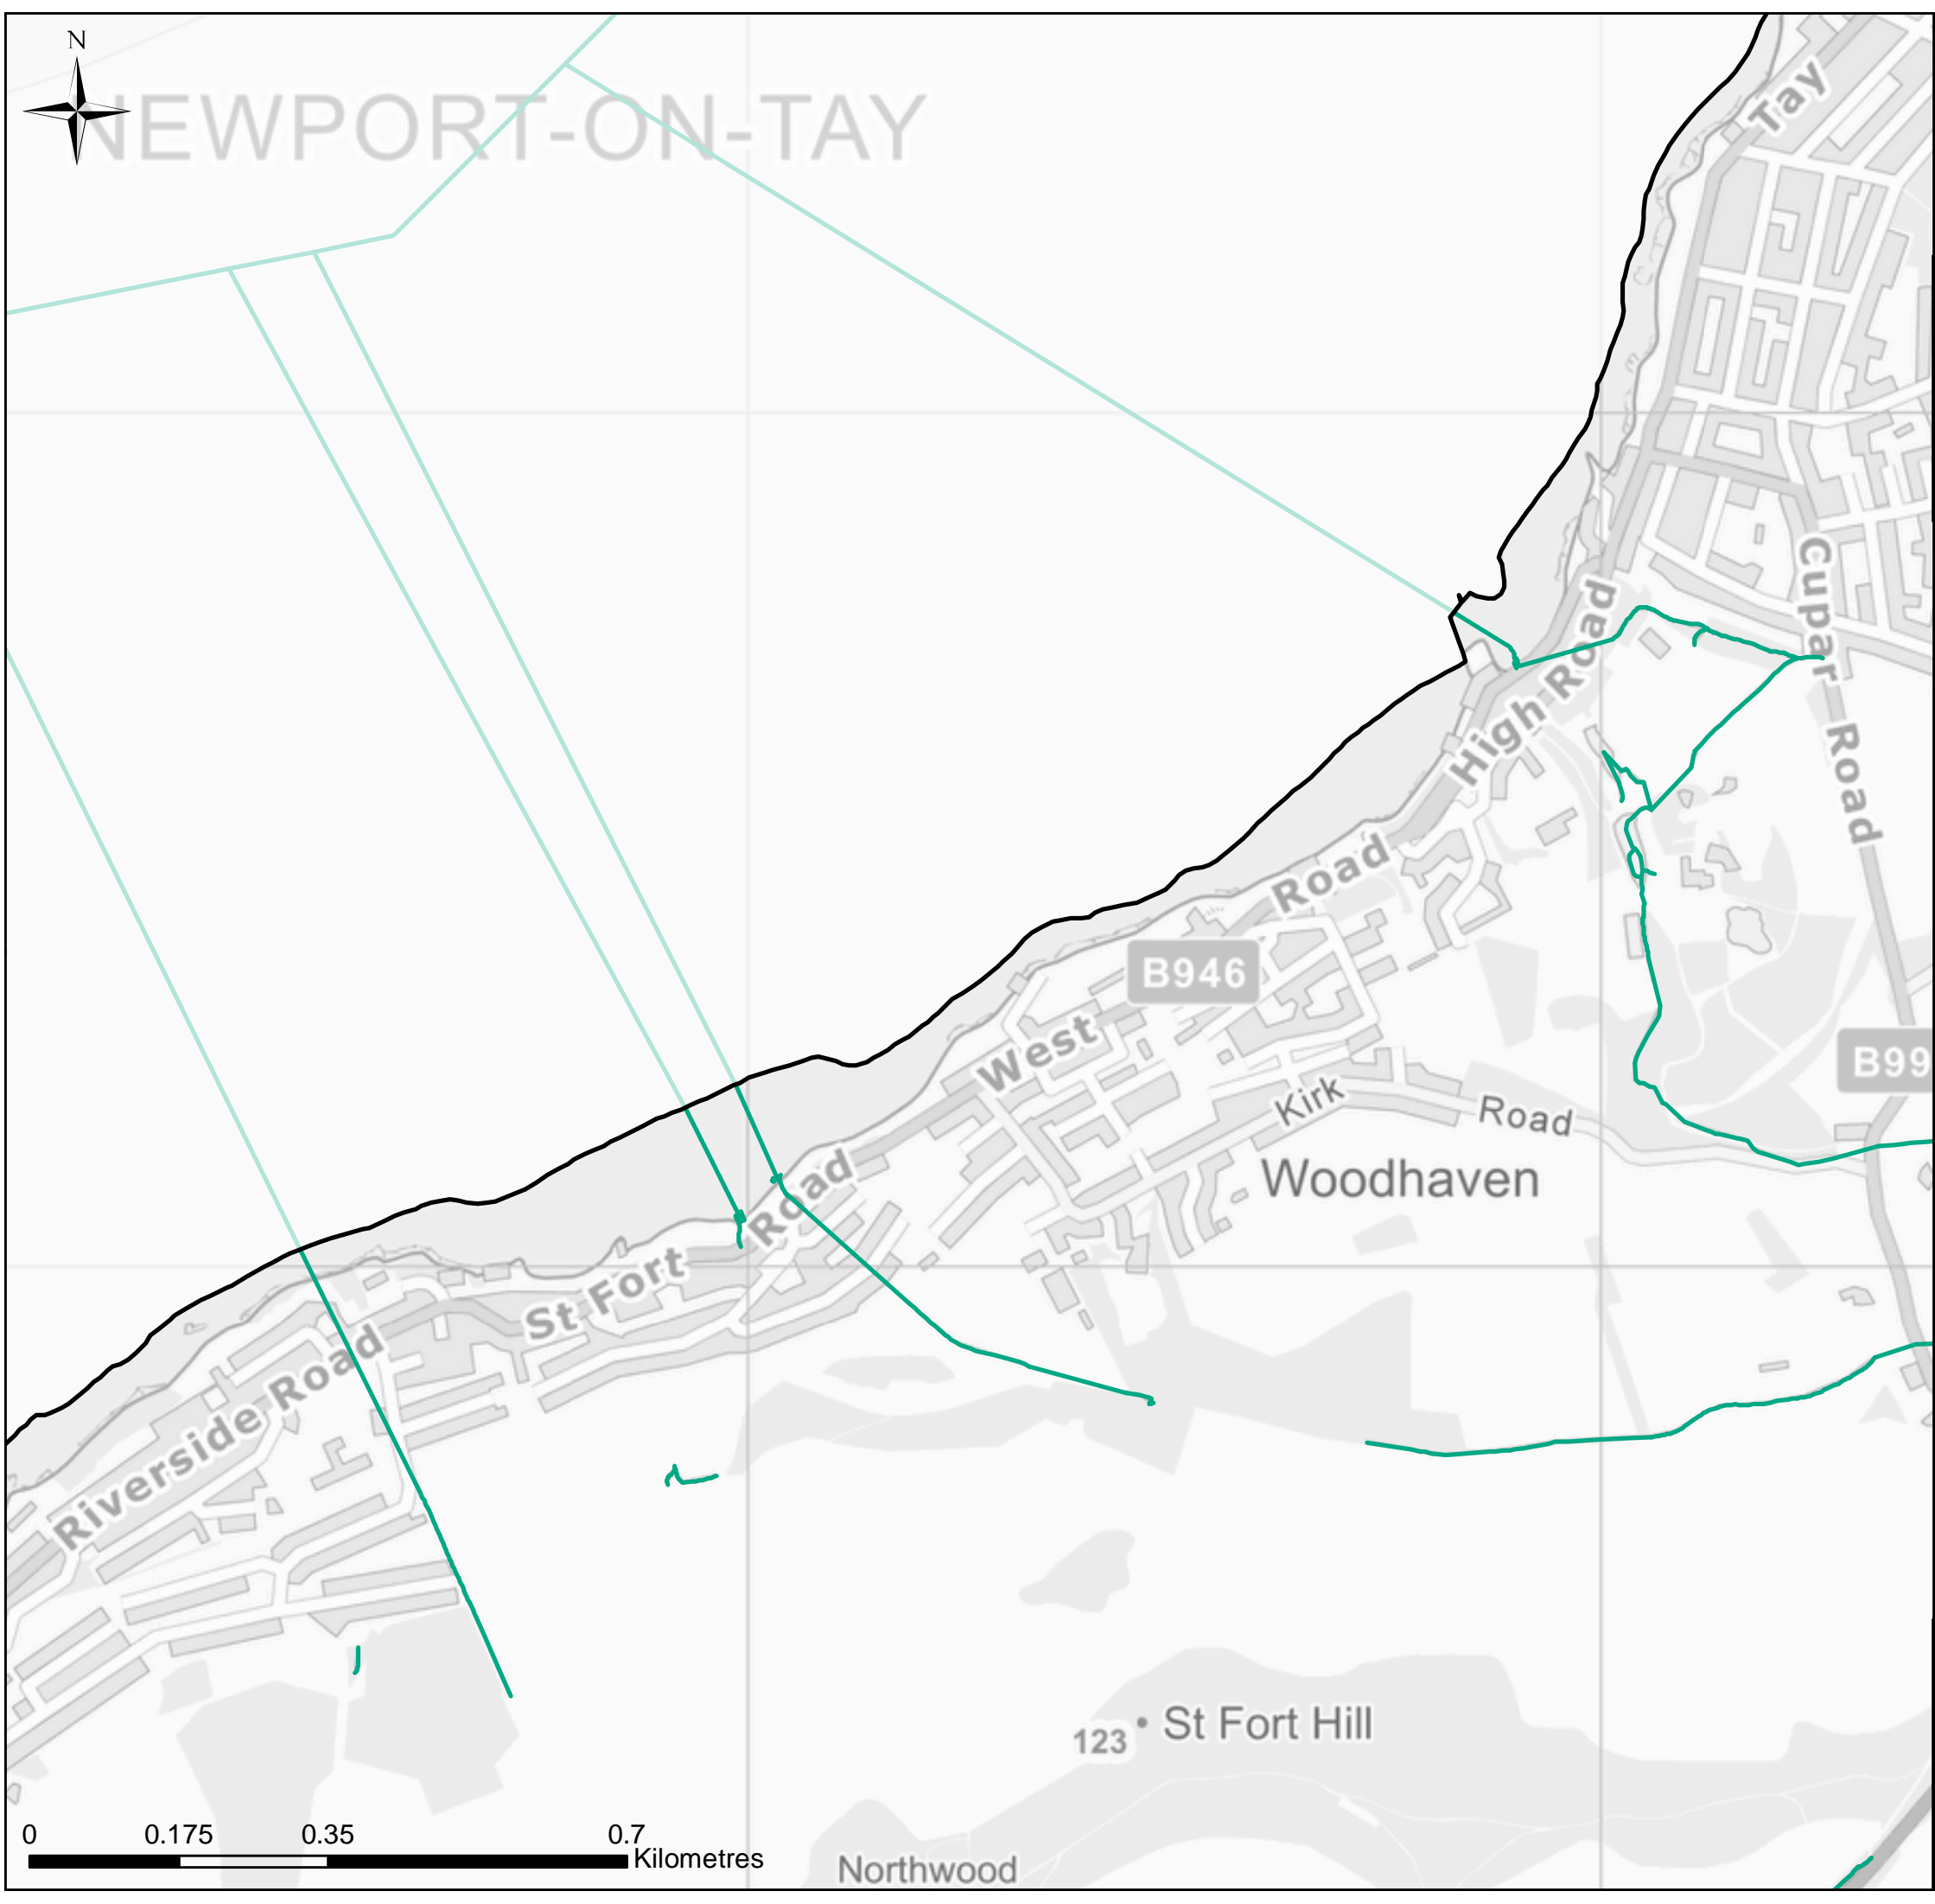 N
NEWPORT-ON-TAY
Tay
Cupar Road
High Road
West Road
B946
B99
Kirk Road
Woodhaven
St Fort Road
Riverside Road
123 St Fort Hill
0 0.175 0.35 0.7
Kilometres
Northwood